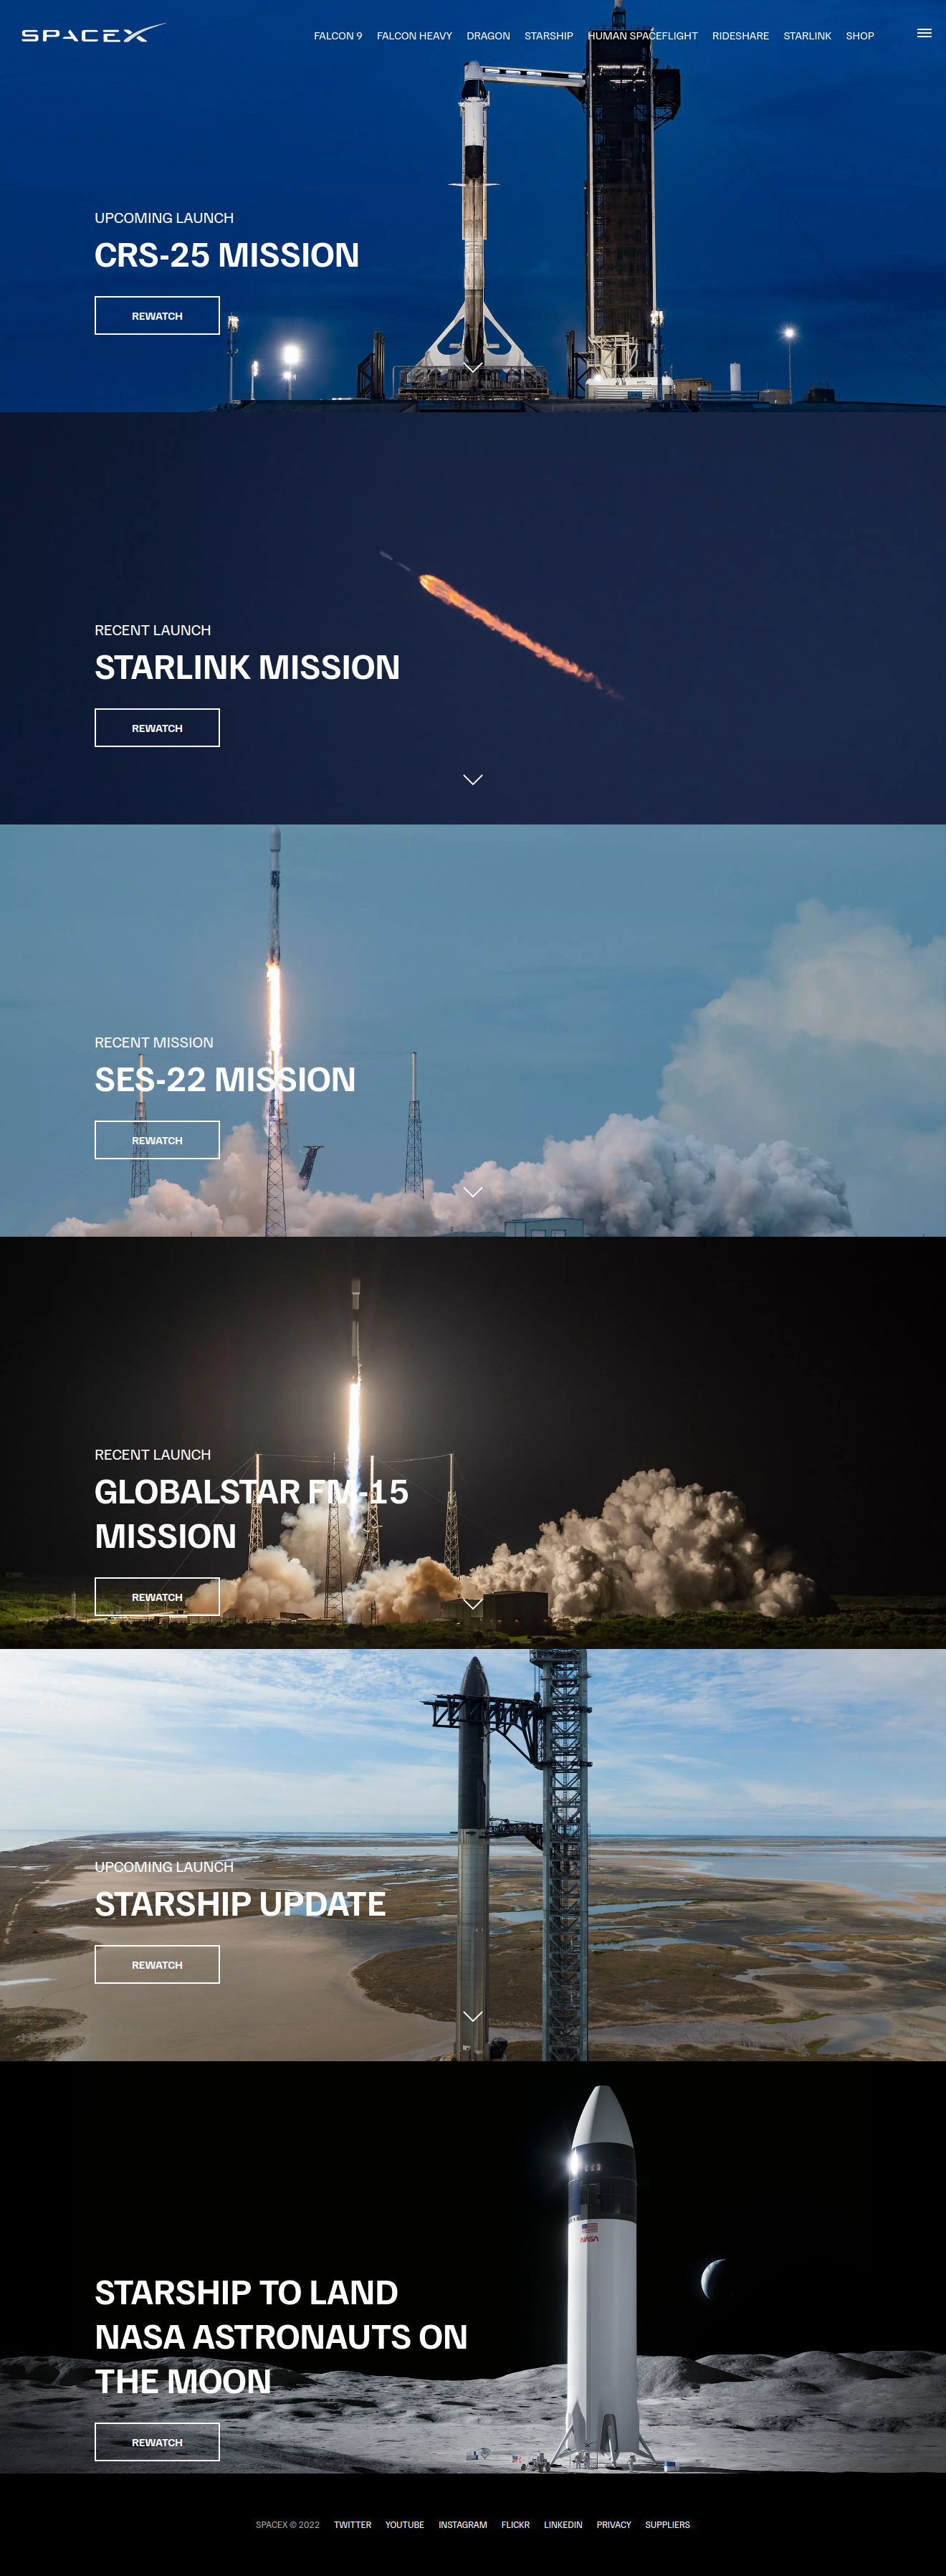 SPACEX
FALCON 9 FALCON HEAVY DRAGON STARSHIP HUMAN SPACEFLIGHT RIDESHARE STARLINK SHOP
UPCOMING LAUNCH
CRS-25 MISSION
REWATCH
RECENT LAUNCH
STARLINK MISSION
REWATCH
RECENT MISSION
SES-22 MISSION
REWATCH
RECENT LAUNCH
GLOBALSTAR FM-15
MISSION
REWATCH
UPCOMING LAUNCH
STARSHIP UPDATE
REWATCH
NASA
STARSHIP TO LAND
NASA ASTRONAUTS ON
THE MOON
REWATCH
SPACEX © 2022 TWITTER YOUTUBE INSTAGRAM FLICKR LINKEDIN PRIVACY SUPPLIERS